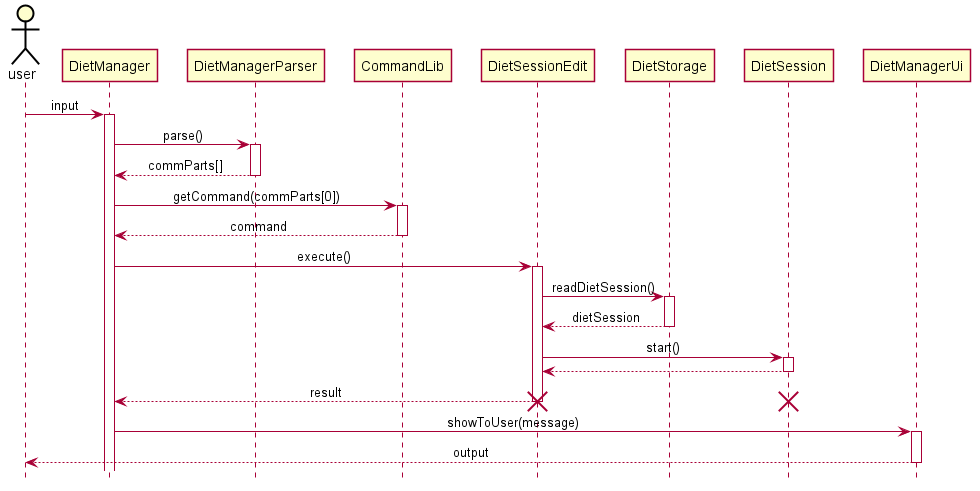 user
DietManager
DietManagerParser
CommandLib
DietSessionEdit
DietStorage
DietSession
DietManagerUi
input
parse()
commParts[]
getCommand(commParts[0])
command
execute()
readDietSession()
dietSession
start()
result
showToUser(message)
output